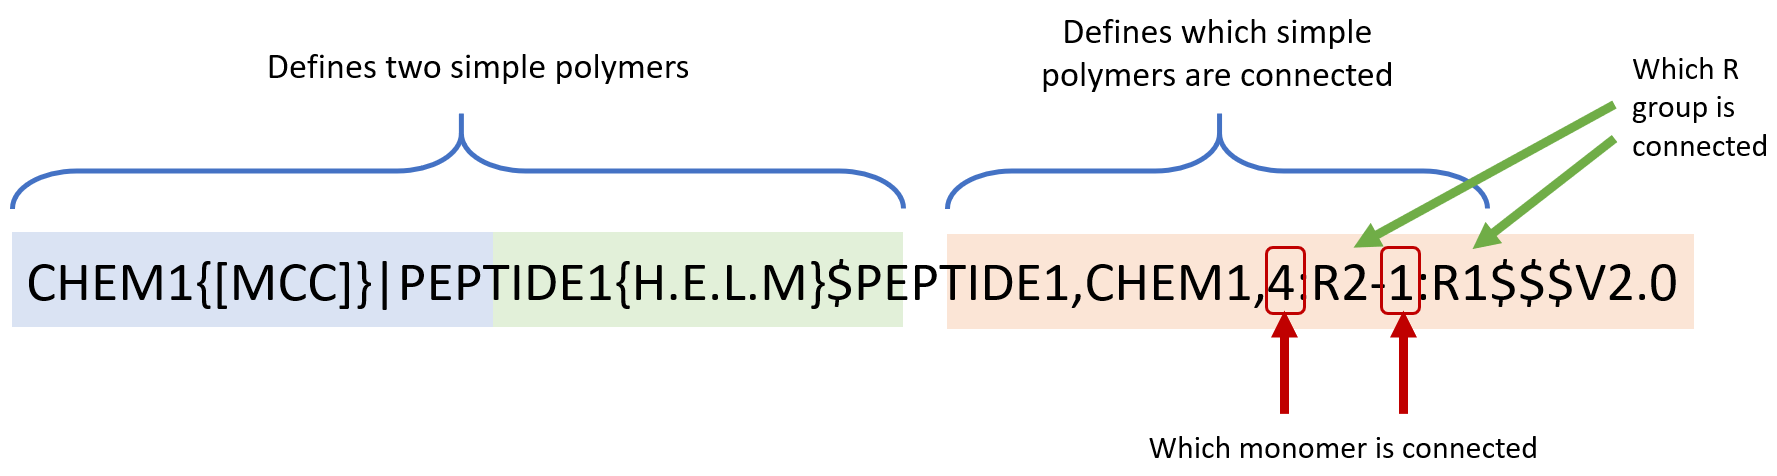 Defines two simple polymers
Defines which simple
polymers are connected
Which R
group is
connected
CHEM1{[MCC]}|PEPTIDE1{H.E.L.M}$PEPTIDE1,CHEM1,4:R2-1:R1$$$V2.0
Which monomer is connected